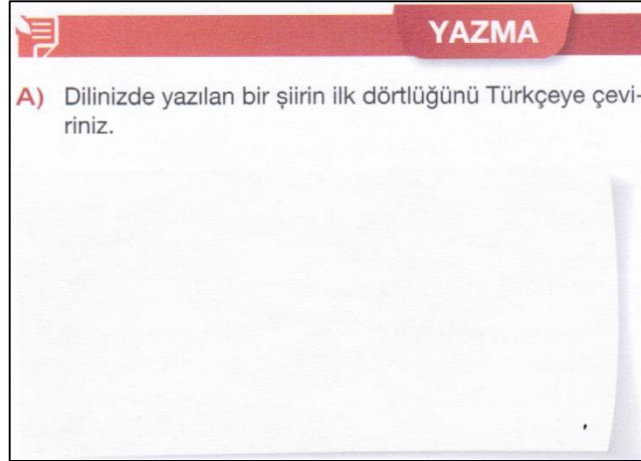 YAZMA
A) Dilinizde yazılan bir şiirin ilk dörtlüğünü Türkçeye çevi-
riniz.